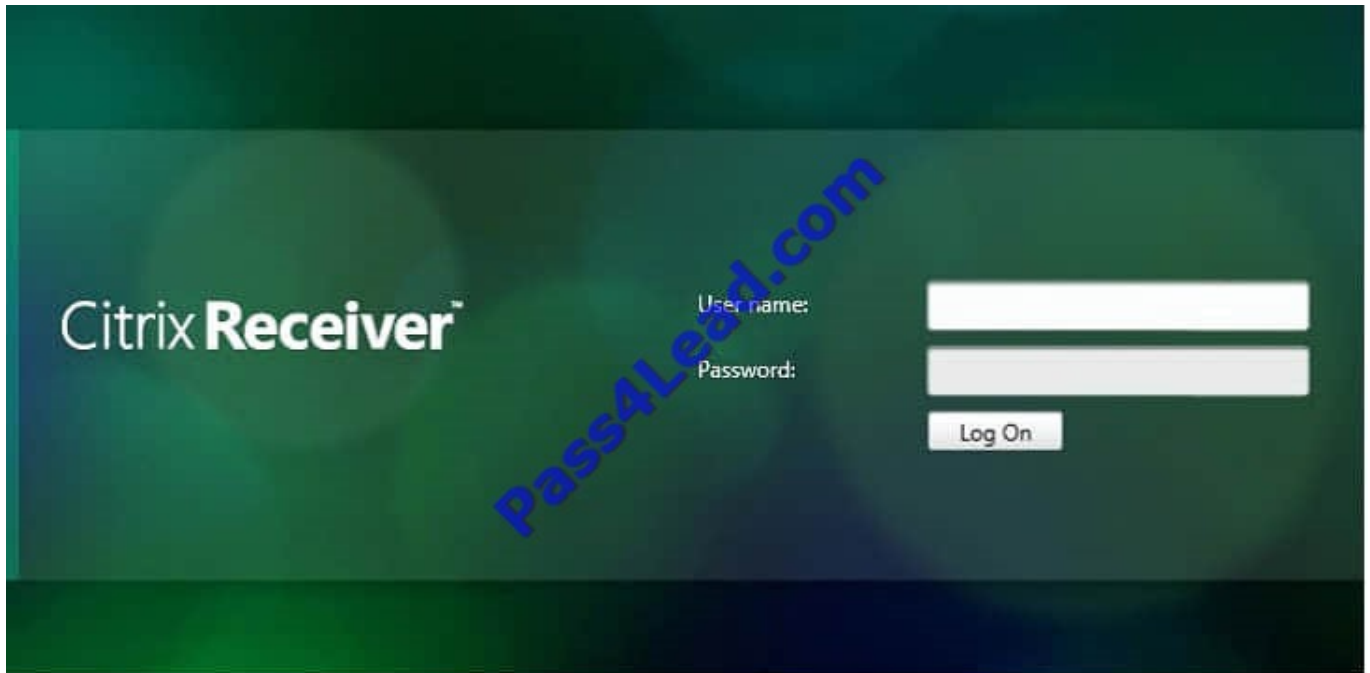 Citrix Receiver™
User name:
Password:
Log On
Pass4Lead.com